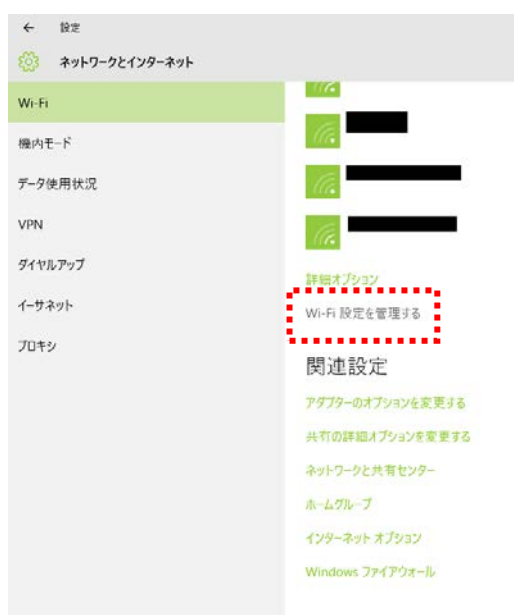 ← 設定
ネットワークとインターネット
Wi-Fi
機内モード
データ使用状況
VPN
ダイヤルアップ
イーサネット
プロキシ
詳細オプション
Wi-Fi 設定を管理する
関連設定
アダプターのオプションを変更する
共有の詳細オプションを変更する
ネットワークと共有センター
ホームグループ
インターネット オプション
Windows ファイアウォール